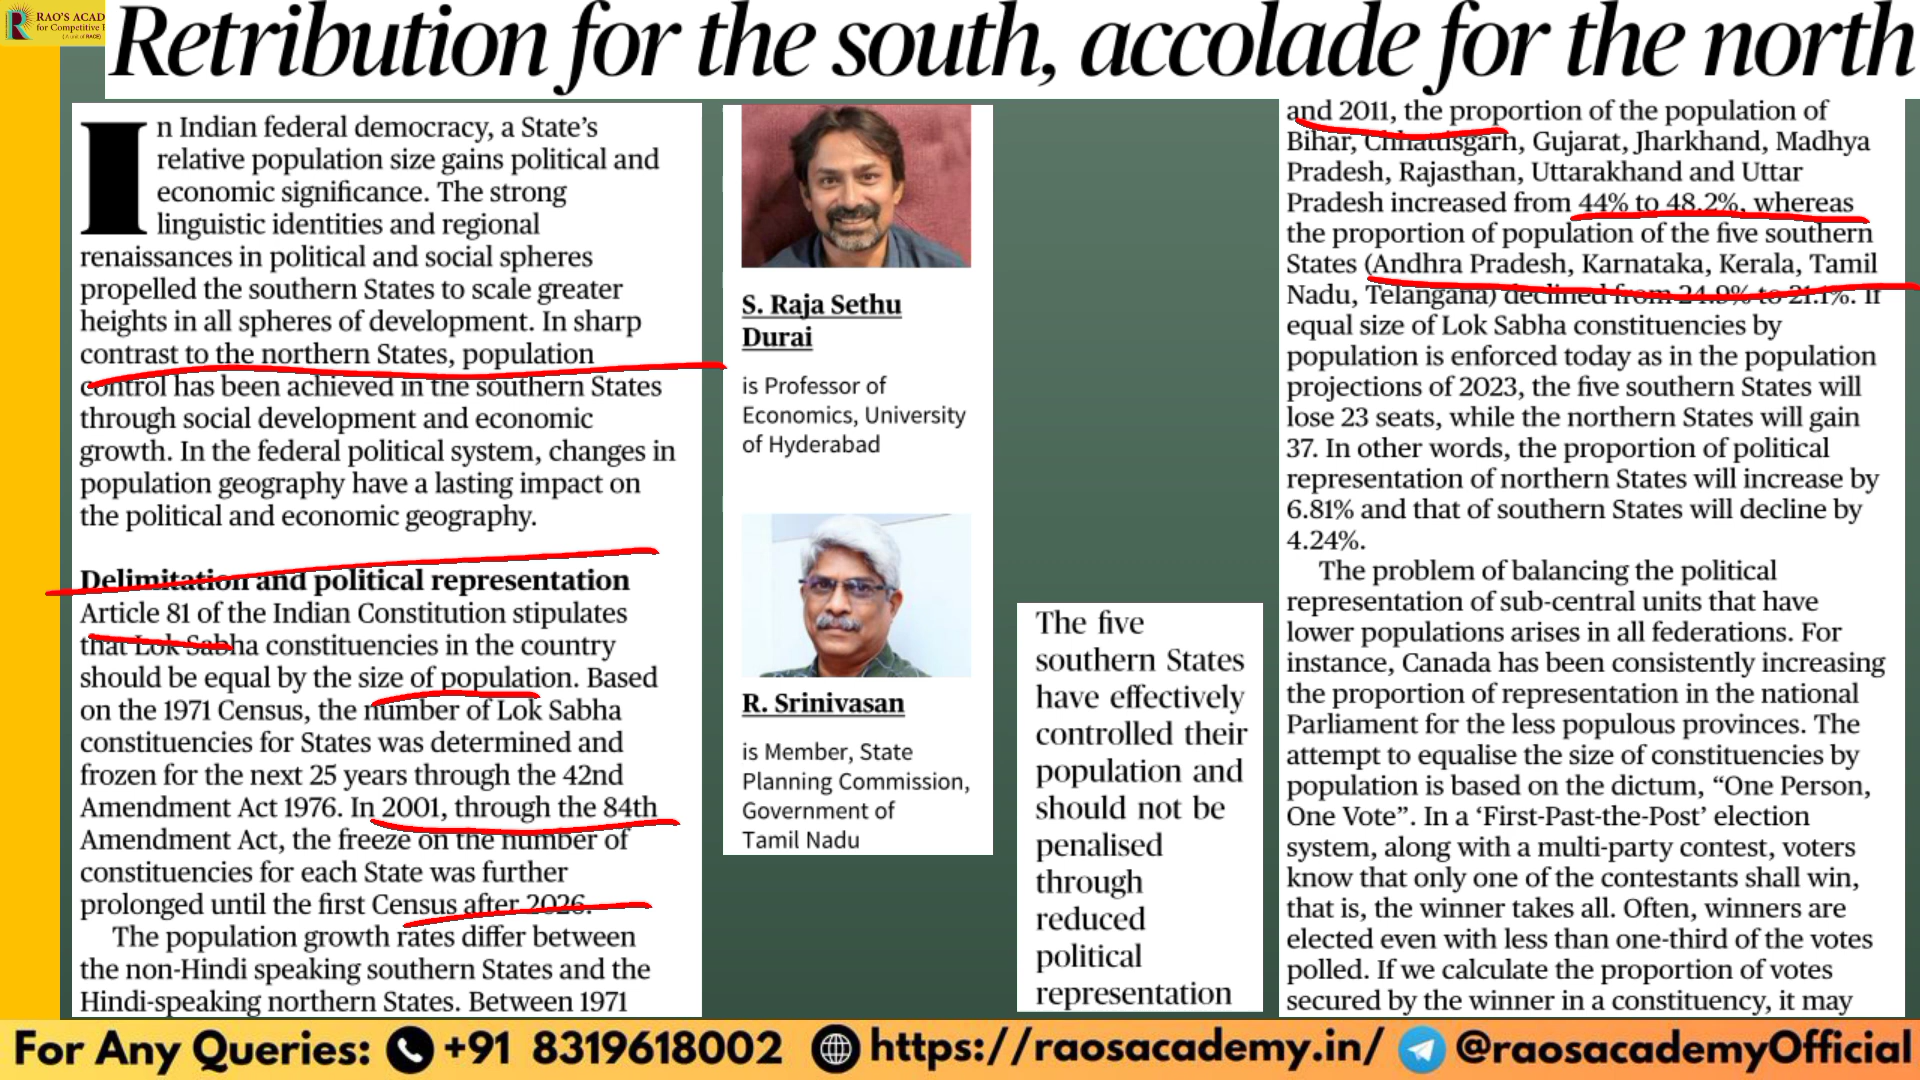 RAO'S ACAD
for Competitive E
(A unit of RACE)
Retribution for the south, accolade for the north
In Indian federal democracy, a State's
relative population size gains political and
economic significance. The strong
linguistic identities and regional
renaissances in political and social spheres
propelled the southern States to scale greater
heights in all spheres of development. In sharp
contrast to the northern States, population
control has been achieved in the southern States
through social development and economic
growth. In the federal political system, changes in
population geography have a lasting impact on
the political and economic geography.
Delimitation and political representation
Article 81 of the Indian Constitution stipulates
that Lok Sabha constituencies in the country
should be equal by the size of population. Based
on the 1971 Census, the number of Lok Sabha
constituencies for States was determined and
frozen for the next 25 years through the 42nd
Amendment Act 1976. In 2001, through the 84th
Amendment Act, the freeze on the number of
constituencies for each State was further
prolonged until the first Census after 2026.
The population growth rates differ between
the non-Hindi speaking southern States and the
Hindi-speaking northern States. Between 1971
S. Raja Sethu
Durai
is Professor of
Economics, University
of Hyderabad
R. Srinivasan
is Member, State
Planning Commission,
Government of
Tamil Nadu
The five
southern States
have effectively
controlled their
population and
should not be
penalised
through
reduced
political
representation
and 2011, the proportion of the population of
Bihar, Chhattisgarh, Gujarat, Jharkhand, Madhya
Pradesh, Rajasthan, Uttarakhand and Uttar
Pradesh increased from 44% to 48.2%, whereas
the proportion of population of the five southern
States (Andhra Pradesh, Karnataka, Kerala, Tamil
Nadu, Telangana) declined from 24.9% to 21.1%. If
equal size of Lok Sabha constituencies by
population is enforced today as in the population
projections of 2023, the five southern States will
lose 23 seats, while the northern States will gain
37. In other words, the proportion of political
representation of northern States will increase by
6.81% and that of southern States will decline by
4.24%.
The problem of balancing the political
representation of sub-central units that have
lower populations arises in all federations. For
instance, Canada has been consistently increasing
the proportion of representation in the national
Parliament for the less populous provinces. The
attempt to equalise the size of constituencies by
population is based on the dictum, “One Person,
One Vote”. In a ‘First-Past-the-Post’ election
system, along with a multi-party contest, voters
know that only one of the contestants shall win,
that is, the winner takes all. Often, winners are
elected even with less than one-third of the votes
polled. If we calculate the proportion of votes
secured by the winner in a constituency, it may
For Any Queries: +91 8319618002 https://raosacademy.in/ @raosacademyOfficial